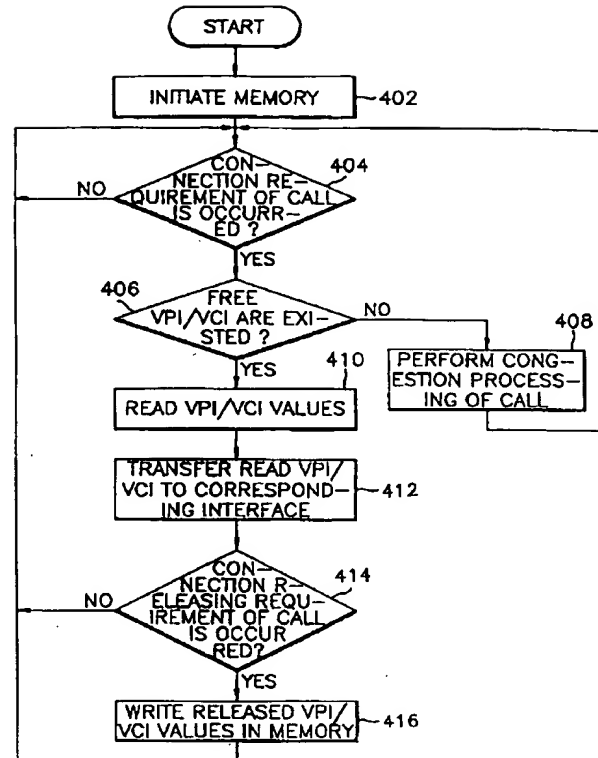 START
INITIATE MEMORY
402
CON-
NECTION RE-
QUIREMENT OF CALL
IS OCCURR-
ED ?
404
NO
YES
406
FREE
VPI/VCI ARE EXI-
STED ?
NO
408
YES
410
PERFORM CONG-
ESTION PROCESS-
ING OF CALL
READ VPI/VCI VALUES
TRANSFER READ VPI/
VCI TO CORRESPOND-
ING INTERFACE
412
CON-
NECTION R-
ELEASING REQU-
IREMENT OF CALL
IS OCCUR
RED?
414
NO
YES
WRITE RELEASED VPI/
VCI VALUES IN MEMORY
416